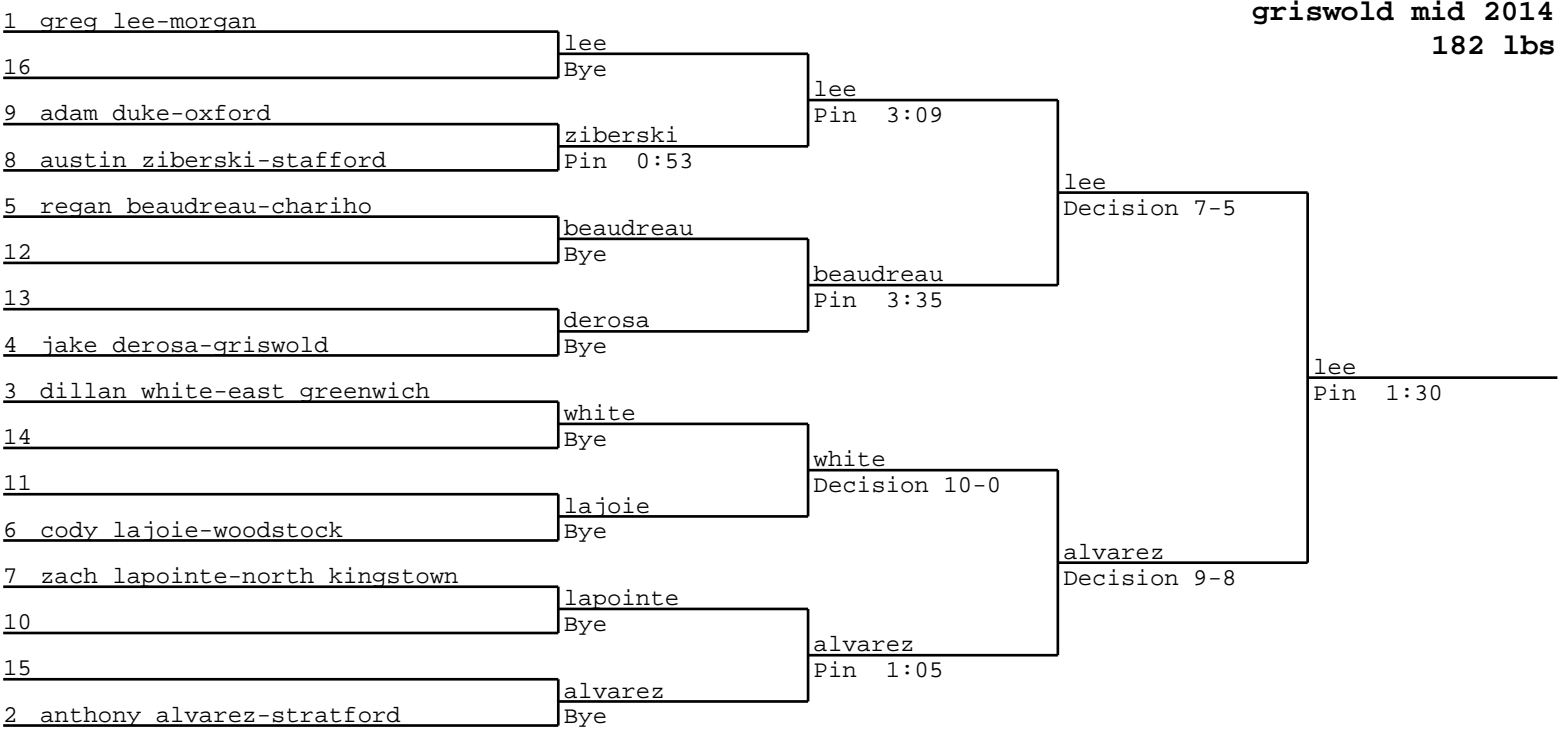 griswold mid 2014
182 lbs
1 greg lee-morgan
16
9 adam duke-oxford
8 austin ziberski-stafford
5 regan beaudreau-chariho
12
13
4 jake derosa-griswold
3 dillan white-east greenwich
14
11
6 cody lajoie-woodstock
7 zach lapointe-north kingstown
10
15
2 anthony alvarez-stratford
lee
Bye
ziberski
Pin 0:53
beaudreau
Bye
derosa
Bye
white
Bye
lajoie
Bye
lapointe
Bye
alvarez
Bye
lee
Pin 3:09
beaudreau
Pin 3:35
white
Decision 10-0
alvarez
Pin 1:05
lee
Decision 7-5
alvarez
Decision 9-8
lee
Pin 1:30